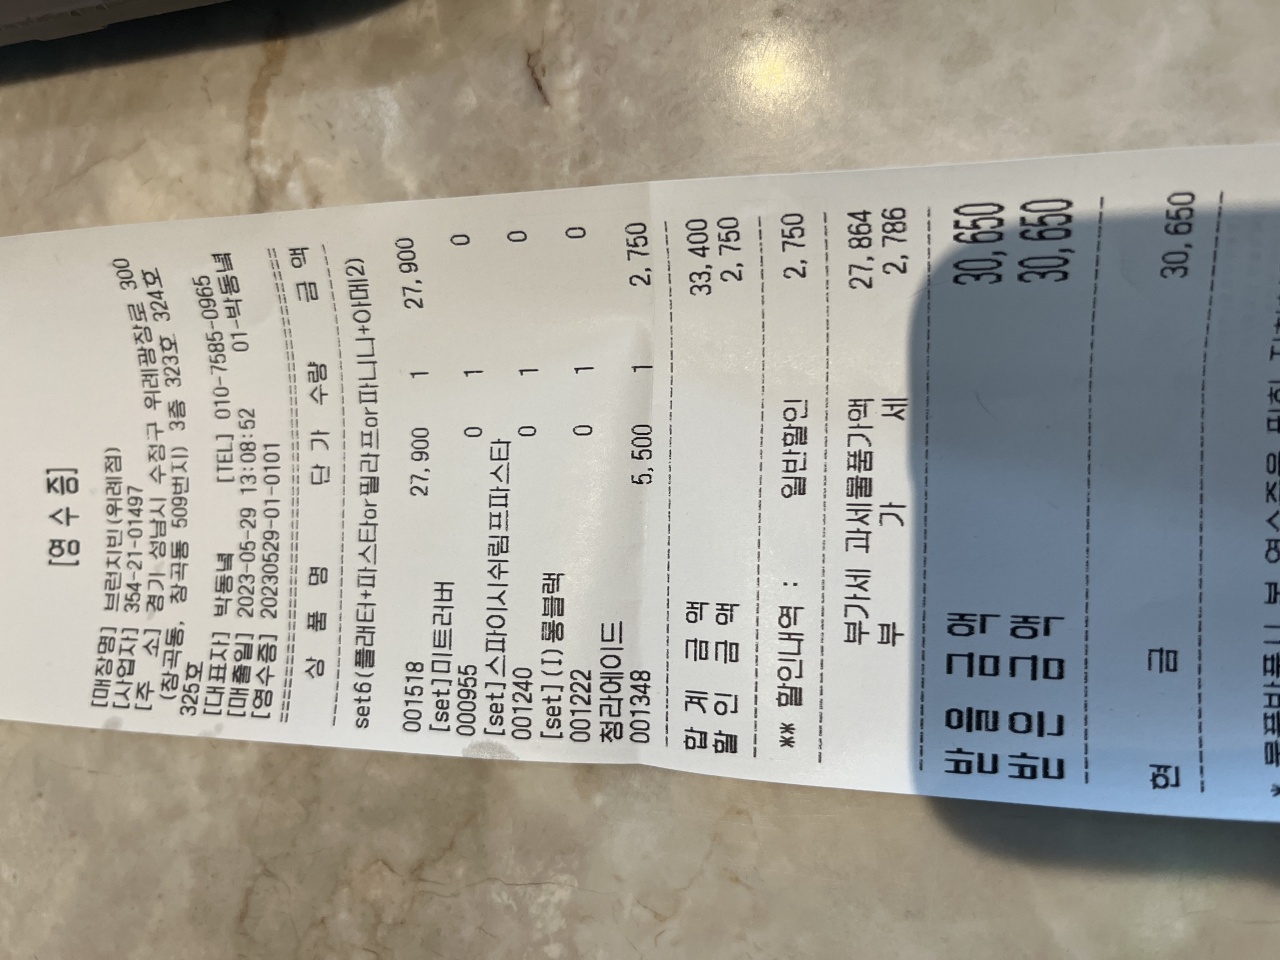 [영 수 증]
[매장명] 브런치빈(위례점)
[사업자] 354-21-01497
[주 소] 경기 성남시 수정구 위례광장로 300
(창곡동, 창곡동 509번지) 3층 323호 324호
325호
[대표자] 박동녘 [TEL] 010-7585-0965
[매출일] 2023-05-29 13:08:52 01-박동녘
[영수증] 20230529-01-0101
상 품 명 단 가 수량 금 액
set6(플래터+파스타or필라프or파니니+아메2)
001518 27,900 1 27,900
[set]미트러버
000955 0 1 0
[set]스파이시쉬림프파스타
001240 0 1 0
[set](I)롱블랙
001222 0 1 0
청라에이드
001348 5,500 1 2,750
합 계 금 액 33,400
할 인 금 액 2,750
** 할인내역 : 일반할인 2,750
부가세 과세물품가액 27,864
부 가 세 2,786
받을금액 30,650
받은금액 30,650
현 금 30,650